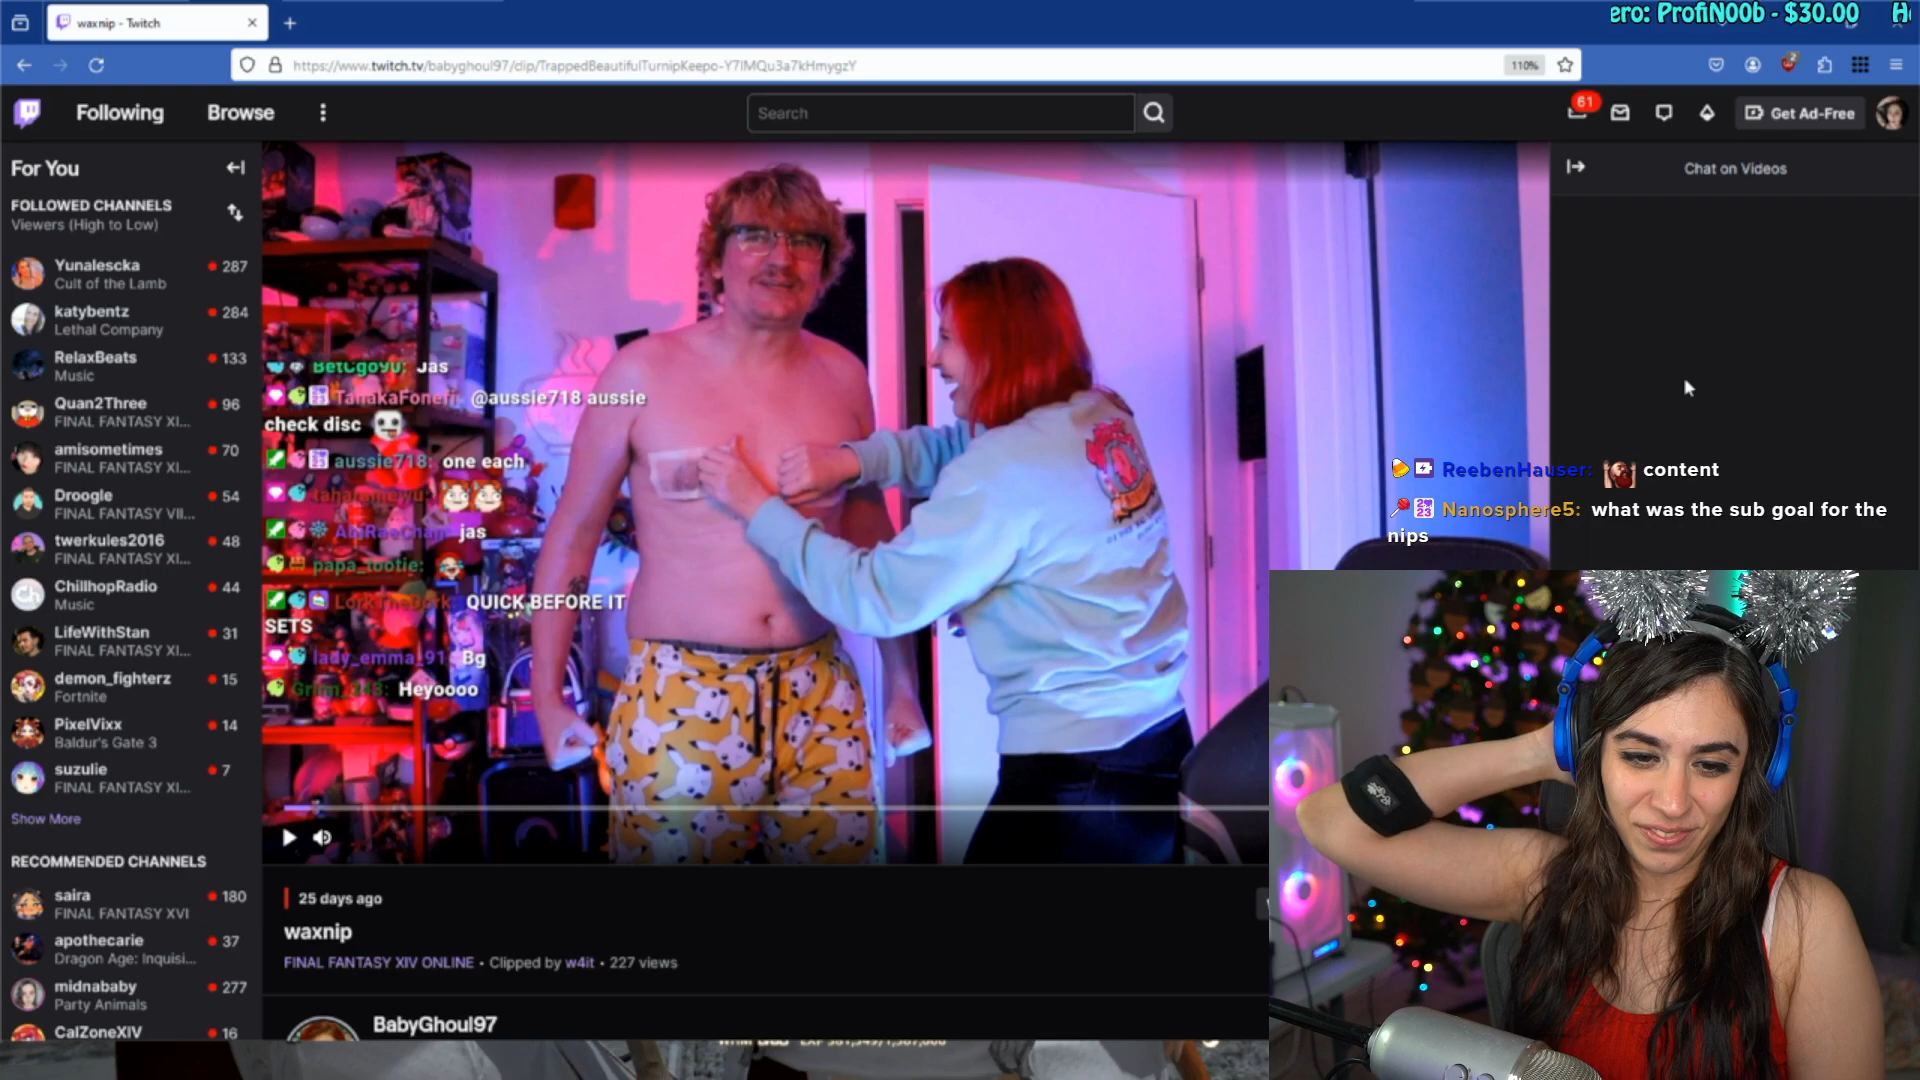 ero: ProfiN00b - $30.00
waxnip - Twitch
https://www.twitch.tv/babyghoul97/clip/TrappedBeautifulTurnipKeepo-Y7IMQu3a7kHmygzY
110%
Following
Browse
Search
61
Get Ad-Free
For You
FOLLOWED CHANNELS
Viewers (High to Low)
Yunalescka
287
Cult of the Lamb
katybentz
284
Lethal Company
RelaxBeats
133
Music
Quan2Three
96
FINAL FANTASY XI...
amisometimes
70
FINAL FANTASY XI...
Droogle
54
FINAL FANTASY VII...
twerkules2016
48
FINAL FANTASY XI...
ChillhopRadio
44
Music
LifeWithStan
31
FINAL FANTASY XI...
demon_fighterz
15
Fortnite
PixelVixx
14
Baldur's Gate 3
suzulie
7
FINAL FANTASY XI...
Show More
RECOMMENDED CHANNELS
saira
180
FINAL FANTASY XVI
apothecarie
37
Dragon Age: Inquisi...
midnababy
277
Party Animals
CalZoneXIV
16
Jas
TanakaFonefi @aussie718 aussie
check disc
aussie718: one each
jas
papa_tootie:
LorkTheDork QUICK BEFORE IT
SETS
lady_emma_91 Bg
Heyoooo
25 days ago
waxnip
FINAL FANTASY XIV ONLINE • Clipped by w4it • 227 views
BabyGhoul97
Chat on Videos
ReebenHauser: content
Nanosphere5: what was the sub goal for the
nips